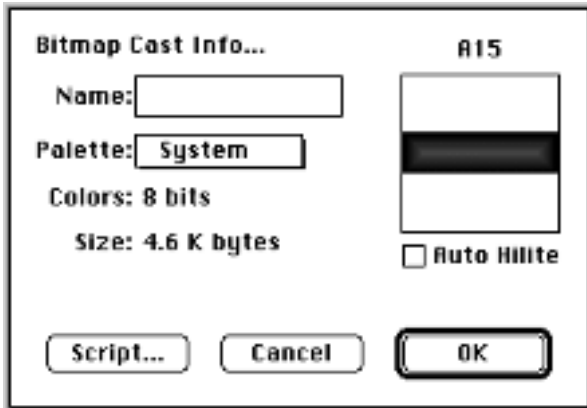 Bitmap Cast Info...
A15
Name:
Palette: System
Colors: 8 bits
Size: 4.6 K bytes
Auto Hilite
Script...
Cancel
OK